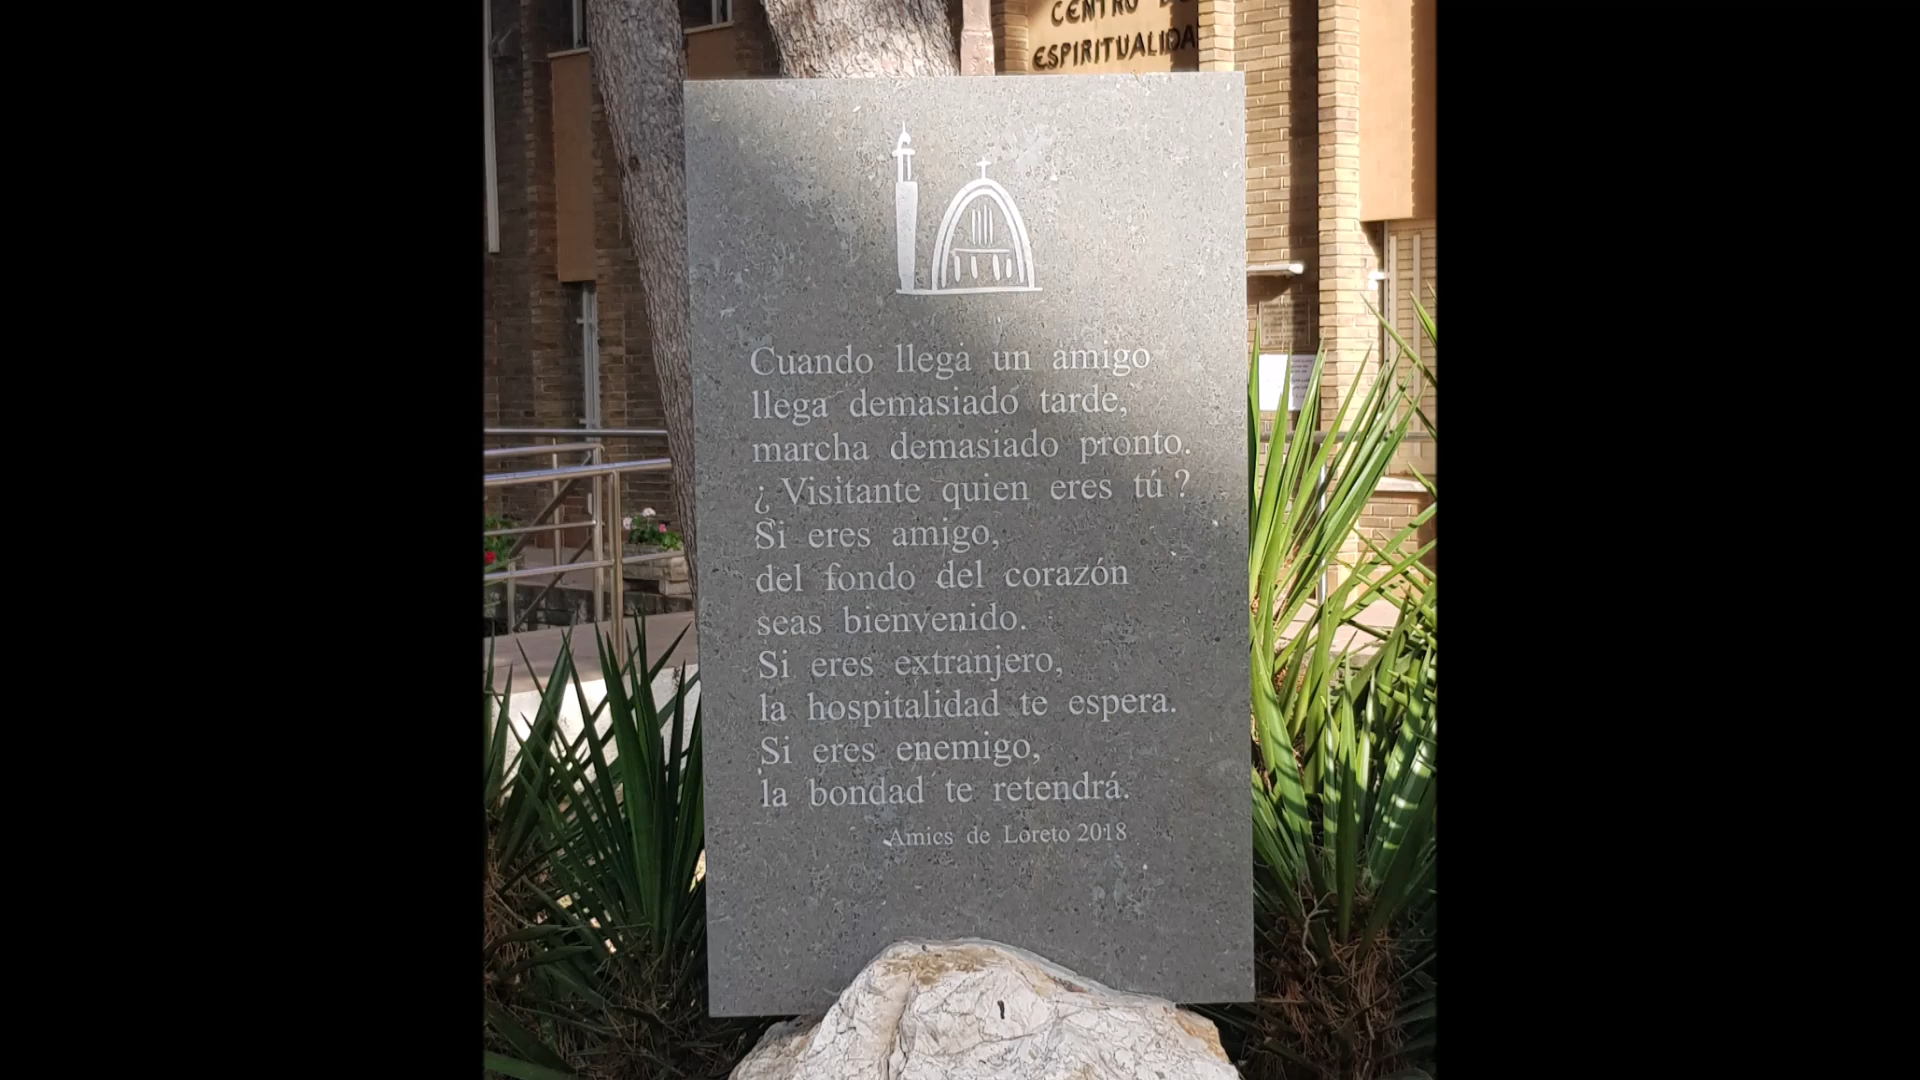 CENTRO
ESPIRITUALIDA
Cuando llega un amigo
llega demasiado tarde,
marcha demasiado pronto.
¿ Visitante quien eres tú ?
Si eres amigo,
del fondo del corazón
seas bienvenido.
Si eres extranjero,
la hospitalidad te espera.
Si eres enemigo,
la bondad te retendrá.
Amics de Loreto 2018